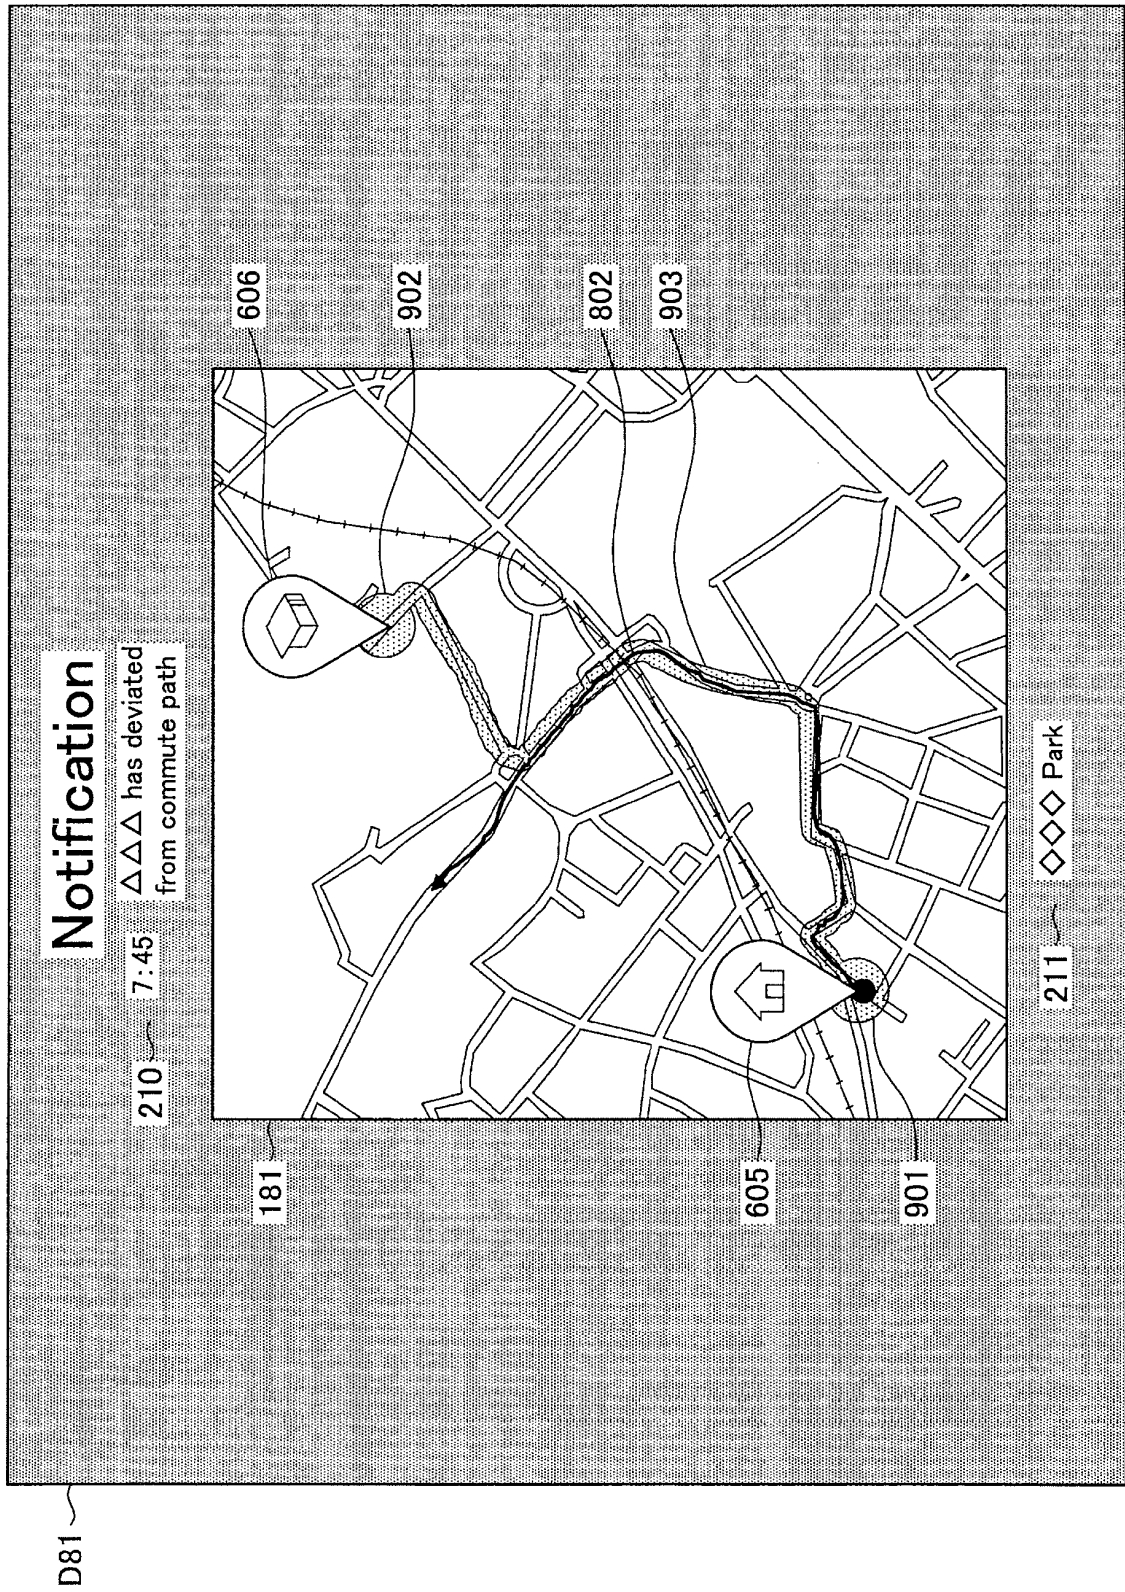 D81
Notification
210
7:45
△△△ has deviated
from commute path
606
902
802
903
181
605
901
211
◇◇◇ Park